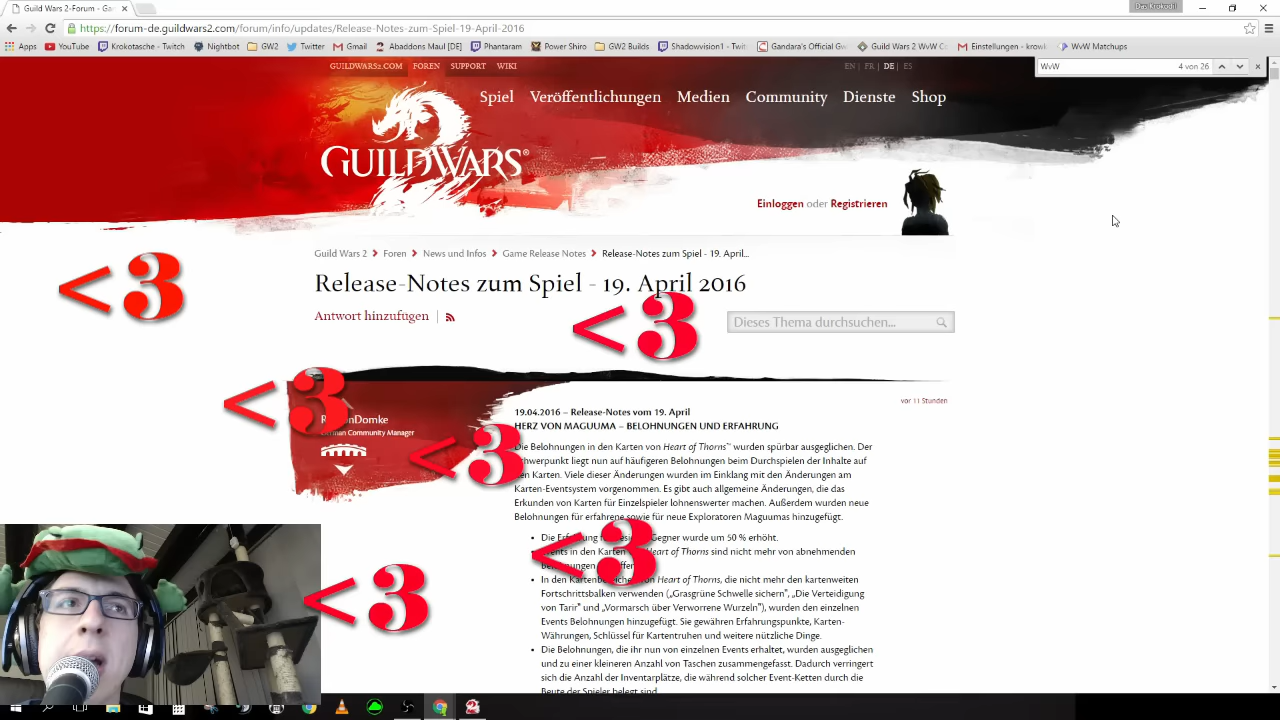 Guild Wars 2-Forum - Ga
https://forum-de.guildwars2.com/forum/info/updates/Release-Notes-zum-Spiel-19-April-2016
Apps YouTube Krokotasche - Twitch Nightbot GW2 Twitter Gmail Abaddons Maul [DE] Phantaram Power Shiro GW2 Builds Shadowvision1 - Twit Gandara's Official Gw Guild Wars 2 WvW Co Einstellungen - krowk WvW Matchups
WvW 4 von 26
GUILDWARS2.COM FOREN SUPPORT WIKI EN | FR | DE | ES
Spiel Veröffentlichungen Medien Community Dienste Shop
GUILDWARS®
Einloggen oder Registrieren
Guild Wars 2 Foren News und Infos Game Release Notes Release-Notes zum Spiel - 19. April...
<3
Release-Notes zum Spiel - 19. April 2016
Antwort hinzufügen
<3
Dieses Thema durchsuchen...
<3
vor 11 Stunden
German Community Manager
<3
19.04.2016 – Release-Notes vom 19. April
HERZ VON MAGUUMA – BELOHNUNGEN UND ERFAHRUNG
Die Belohnungen in den Karten von Heart of Thorns™ wurden spürbar ausgeglichen. Der
Schwerpunkt liegt nun auf häufigeren Belohnungen beim Durchspielen der Inhalte auf
den Karten. Viele dieser Änderungen wurden im Einklang mit den Änderungen am
Karten-Eventsystem vorgenommen. Es gibt auch allgemeine Änderungen, die das
Erkunden von Karten für Einzelspieler lohnenswerter machen. Außerdem wurden neue
Belohnungen für erfahrene sowie für neue Exploratoren Maguumas hinzugefügt.
<3
• Die Gegner wurde um 50 % erhöht.
• Events in den Karten Heart of Thorns sind nicht mehr von abnehmenden
• In den Kartenbereichen von Heart of Thorns, die nicht mehr den kartenweiten
Fortschrittsbalken verwenden („Grasgrüne Schwelle sichern“, „Die Verteidigung
von Tarir“ und „Vormarsch über Verworrene Wurzeln“), wurden den einzelnen
Events Belohnungen hinzugefügt. Sie gewähren Erfahrungspunkte, Karten-
Währungen, Schlüssel für Kartentruhen und weitere nützliche Dinge.
• Die Belohnungen, die ihr nun von einzelnen Events erhaltet, wurden ausgeglichen
und zu einer kleineren Anzahl von Taschen zusammengefasst. Dadurch verringert
sich die Anzahl der Inventarplätze, die während solcher Event-Ketten durch die
Beute der Spieler belegt sind.
<3